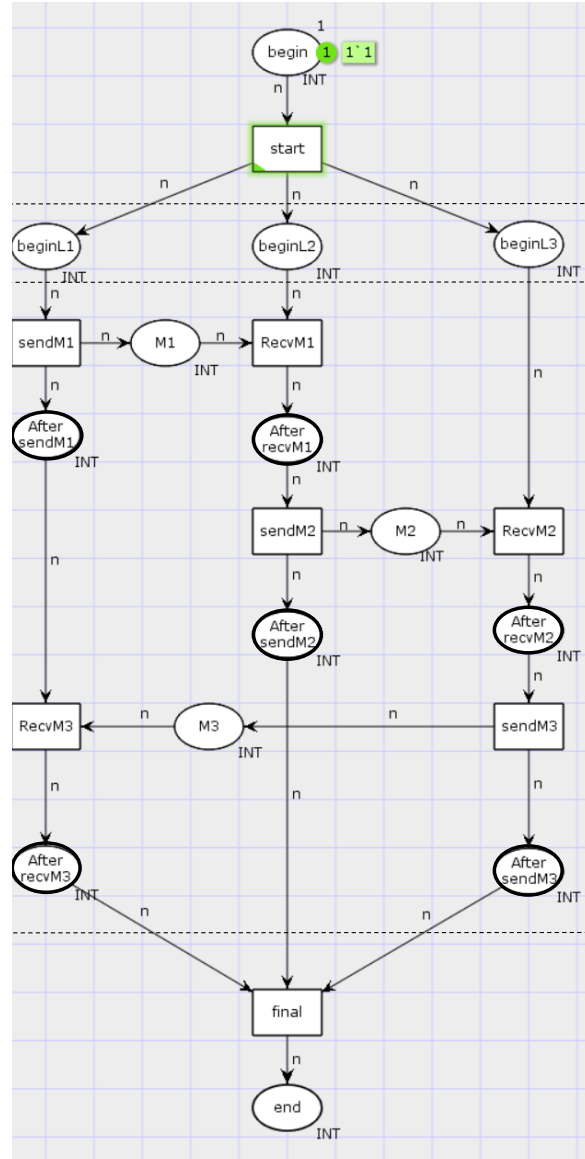 1
begin
1
1`1
INT
n
start
n
n
n
beginL1
beginL2
beginL3
INT
INT
INT
n
n
sendM1
n
M1
n
RecvM1
INT
n
n
n
After
sendM1
INT
After
recvM1
INT
n
sendM2
n
M2
n
RecvM2
INT
n
n
n
After
sendM2
INT
After
recvM2
INT
n
RecvM3
n
M3
n
sendM3
INT
n
n
n
After
recvM3
INT
After
sendM3
INT
n
n
final
n
end
INT